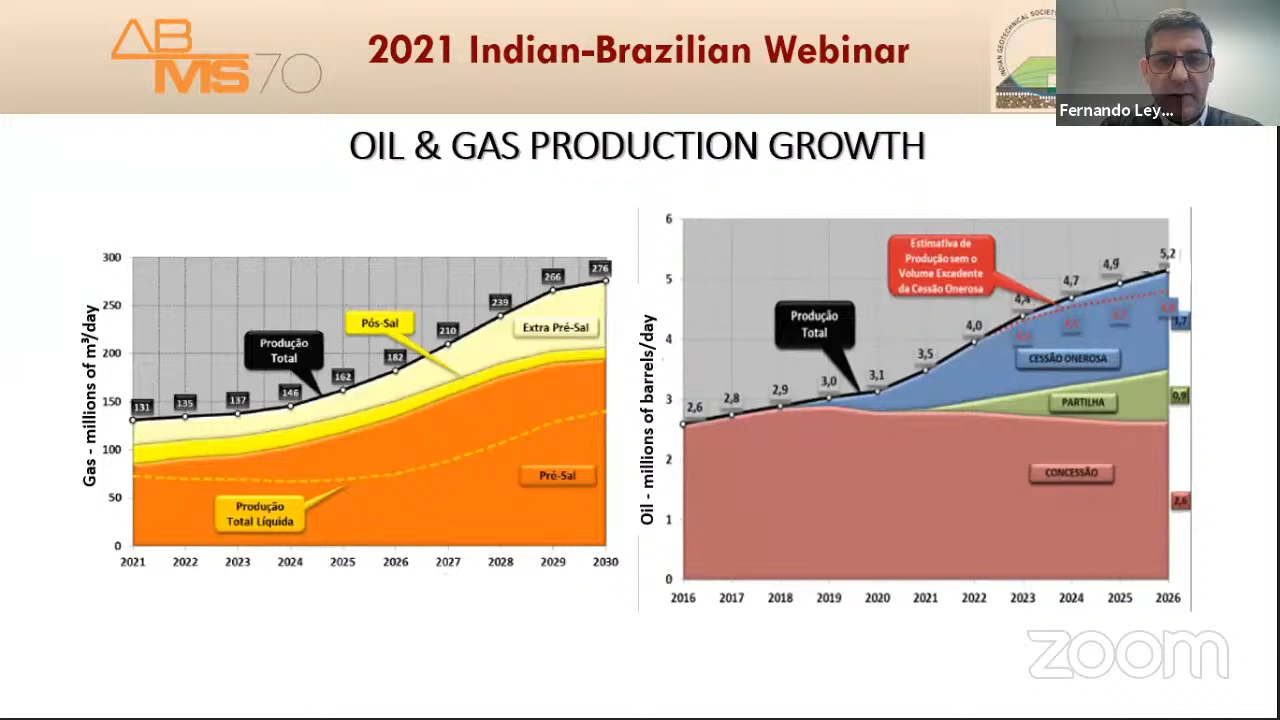 ABMS70
2021 Indian-Brazilian Webinar
INDIAN GEOTECHNICAL SOCIETY
Fernando Ley...
OIL & GAS PRODUCTION GROWTH
Gas - millions of m³/day
300
250
200
150
100
50
0
131
135
137
146
162
182
210
239
266
276
Produção
Total
Pós-Sal
Extra Pré-Sal
Pré-Sal
Produção
Total Líquida
2021 2022 2023 2024 2025 2026 2027 2028 2029 2030
Oil - millions of barrels/day
6
5
4
3
2
1
0
2,6
2,8
2,9
3,0
3,1
3,5
4,0
4,4
4,7
4,9
5,2
Produção
Total
Estimativa de
Produção sem o
Volume Excedente
da Cessão Onerosa
CESSÃO ONEROSA
PARTILHA
CONCESSÃO
1,7
0,9
2,6
2016 2017 2018 2019 2020 2021 2022 2023 2024 2025 2026
zoom